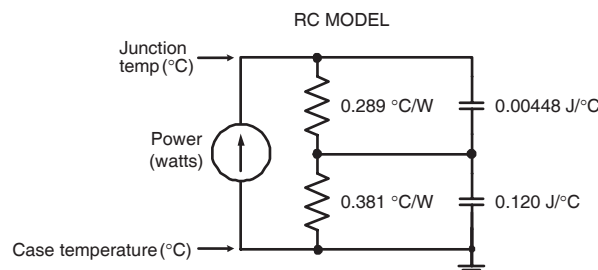 RC MODEL
Junction
temp (°C)
0.289 °C/W
0.00448 J/°C
Power
(watts)
0.381 °C/W
0.120 J/°C
Case temperature (°C)